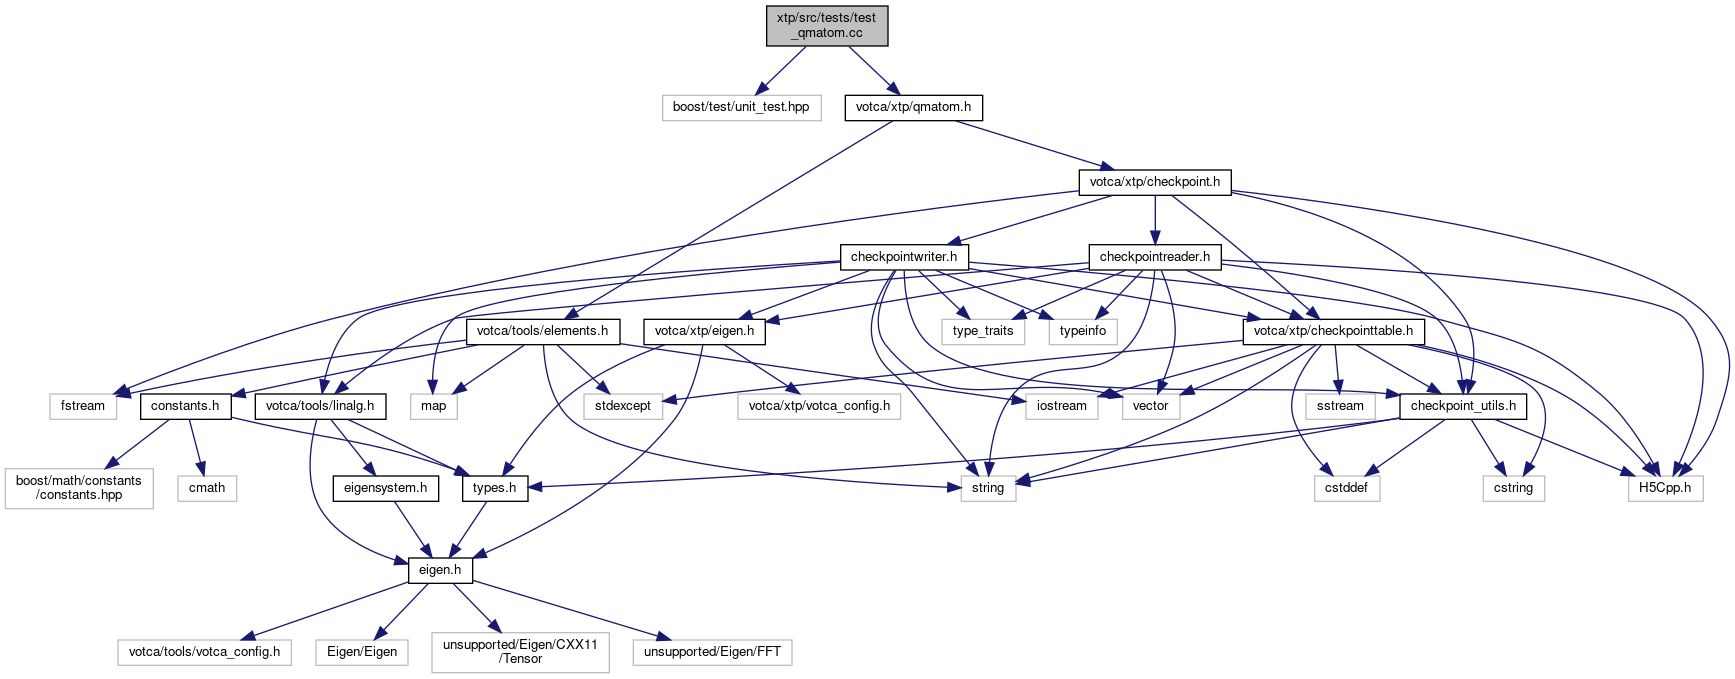 xtp/src/tests/test
_qmatom.cc
boost/test/unit_test.hpp
votca/xtp/qmatom.h
votca/xtp/checkpoint.h
checkpointwriter.h
checkpointreader.h
votca/tools/elements.h
votca/xtp/eigen.h
type_traits
typeinfo
votca/xtp/checkpointtable.h
fstream
constants.h
votca/tools/linalg.h
map
stdexcept
votca/xtp/votca_config.h
iostream
vector
sstream
checkpoint_utils.h
boost/math/constants
/constants.hpp
cmath
eigensystem.h
types.h
string
cstddef
cstring
H5Cpp.h
eigen.h
votca/tools/votca_config.h
Eigen/Eigen
unsupported/Eigen/CXX11
/Tensor
unsupported/Eigen/FFT